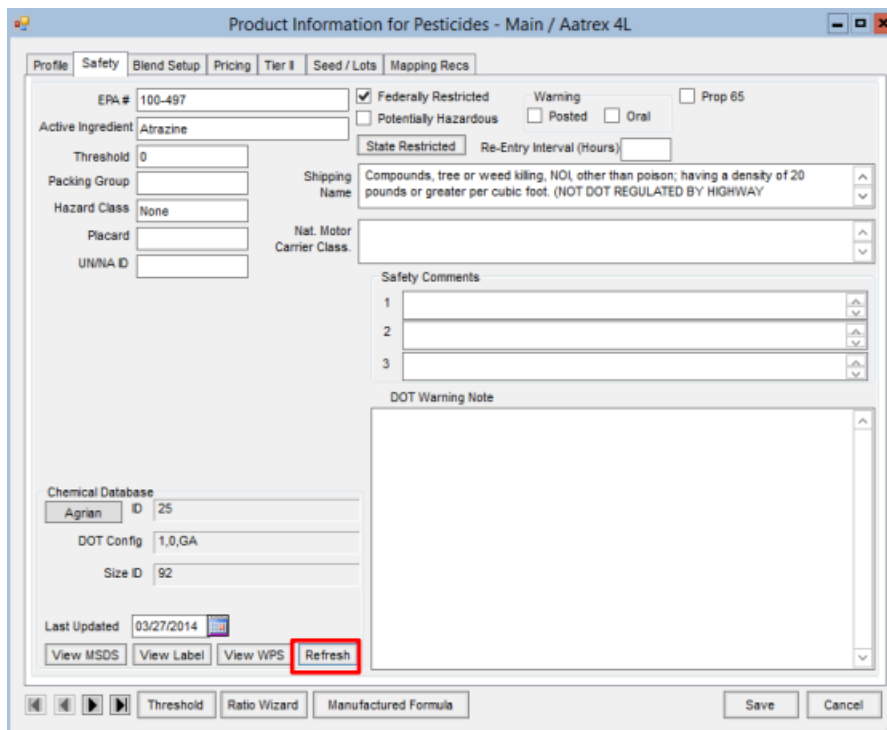 Product Information for Pesticides - Main / Aatrex 4L
Profile Safety Blend Setup Pricing Tier II Seed / Lots Mapping Recs
EPA # 100-497
Federally Restricted Warning Prop 65
Potentially Hazardous Posted Oral
Active Ingredient Atrazine
State Restricted Re-Entry Interval (Hours)
Threshold 0
Packing Group
Shipping Name
Compounds, tree or weed killing, NOI, other than poison; having a density of 20
pounds or greater per cubic foot. (NOT DOT REGULATED BY HIGHWAY
Hazard Class None
Placard
Nat. Motor
Carrier Class.
UN/NA ID
Safety Comments
1
2
3
DOT Warning Note
Chemical Database
Agrian ID 25
DOT Config 1,0,GA
Size ID 92
Last Updated 03/27/2014
View MSDS View Label View WPS Refresh
Threshold Ratio Wizard Manufactured Formula Save Cancel